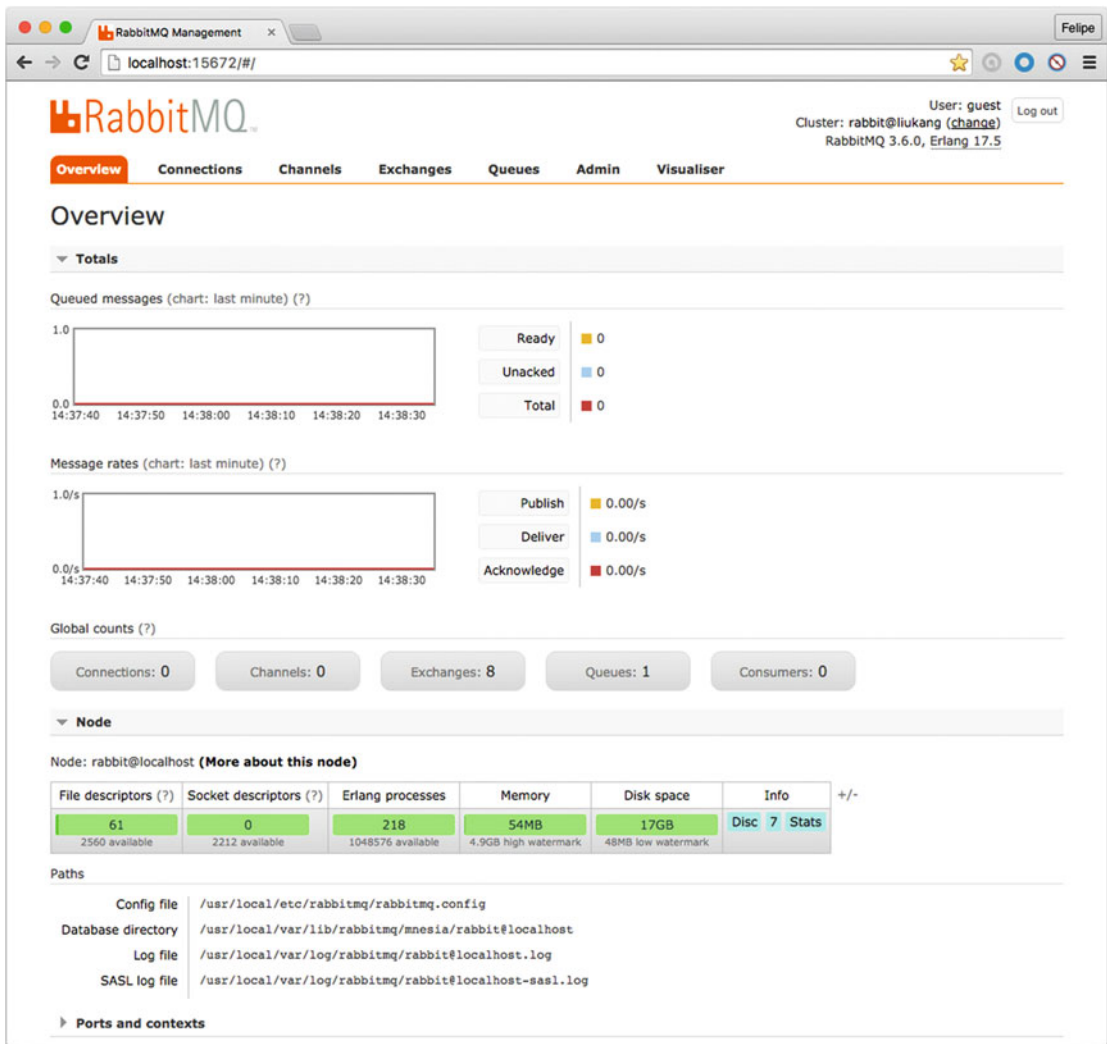 RabbitMQ Management
Felipe
localhost:15672/#/
RabbitMQ
User: guest
Log out
Cluster: rabbit@liukang (change)
RabbitMQ 3.6.0, Erlang 17.5
Overview Connections Channels Exchanges Queues Admin Visualiser
Overview
Totals
Queued messages (chart: last minute) (?)
1.0
0.0
14:37:40 14:37:50 14:38:00 14:38:10 14:38:20 14:38:30
Ready 0
Unacked 0
Total 0
Message rates (chart: last minute) (?)
1.0/s
0.0/s
14:37:40 14:37:50 14:38:00 14:38:10 14:38:20 14:38:30
Publish 0.00/s
Deliver 0.00/s
Acknowledge 0.00/s
Global counts (?)
Connections: 0 Channels: 0 Exchanges: 8 Queues: 1 Consumers: 0
Node
Node: rabbit@localhost (More about this node)
File descriptors (?) Socket descriptors (?) Erlang processes Memory Disk space Info +/-
61 0 218 54MB 17GB Disc 7 Stats
2560 available 2212 available 1048576 available 4.9GB high watermark 48MB low watermark
Paths
Config file /usr/local/etc/rabbitmq/rabbitmq.config
Database directory /usr/local/var/lib/rabbitmq/mnesia/rabbit@localhost
Log file /usr/local/var/log/rabbitmq/rabbit@localhost.log
SASL log file /usr/local/var/log/rabbitmq/rabbit@localhost-sasl.log
Ports and contexts